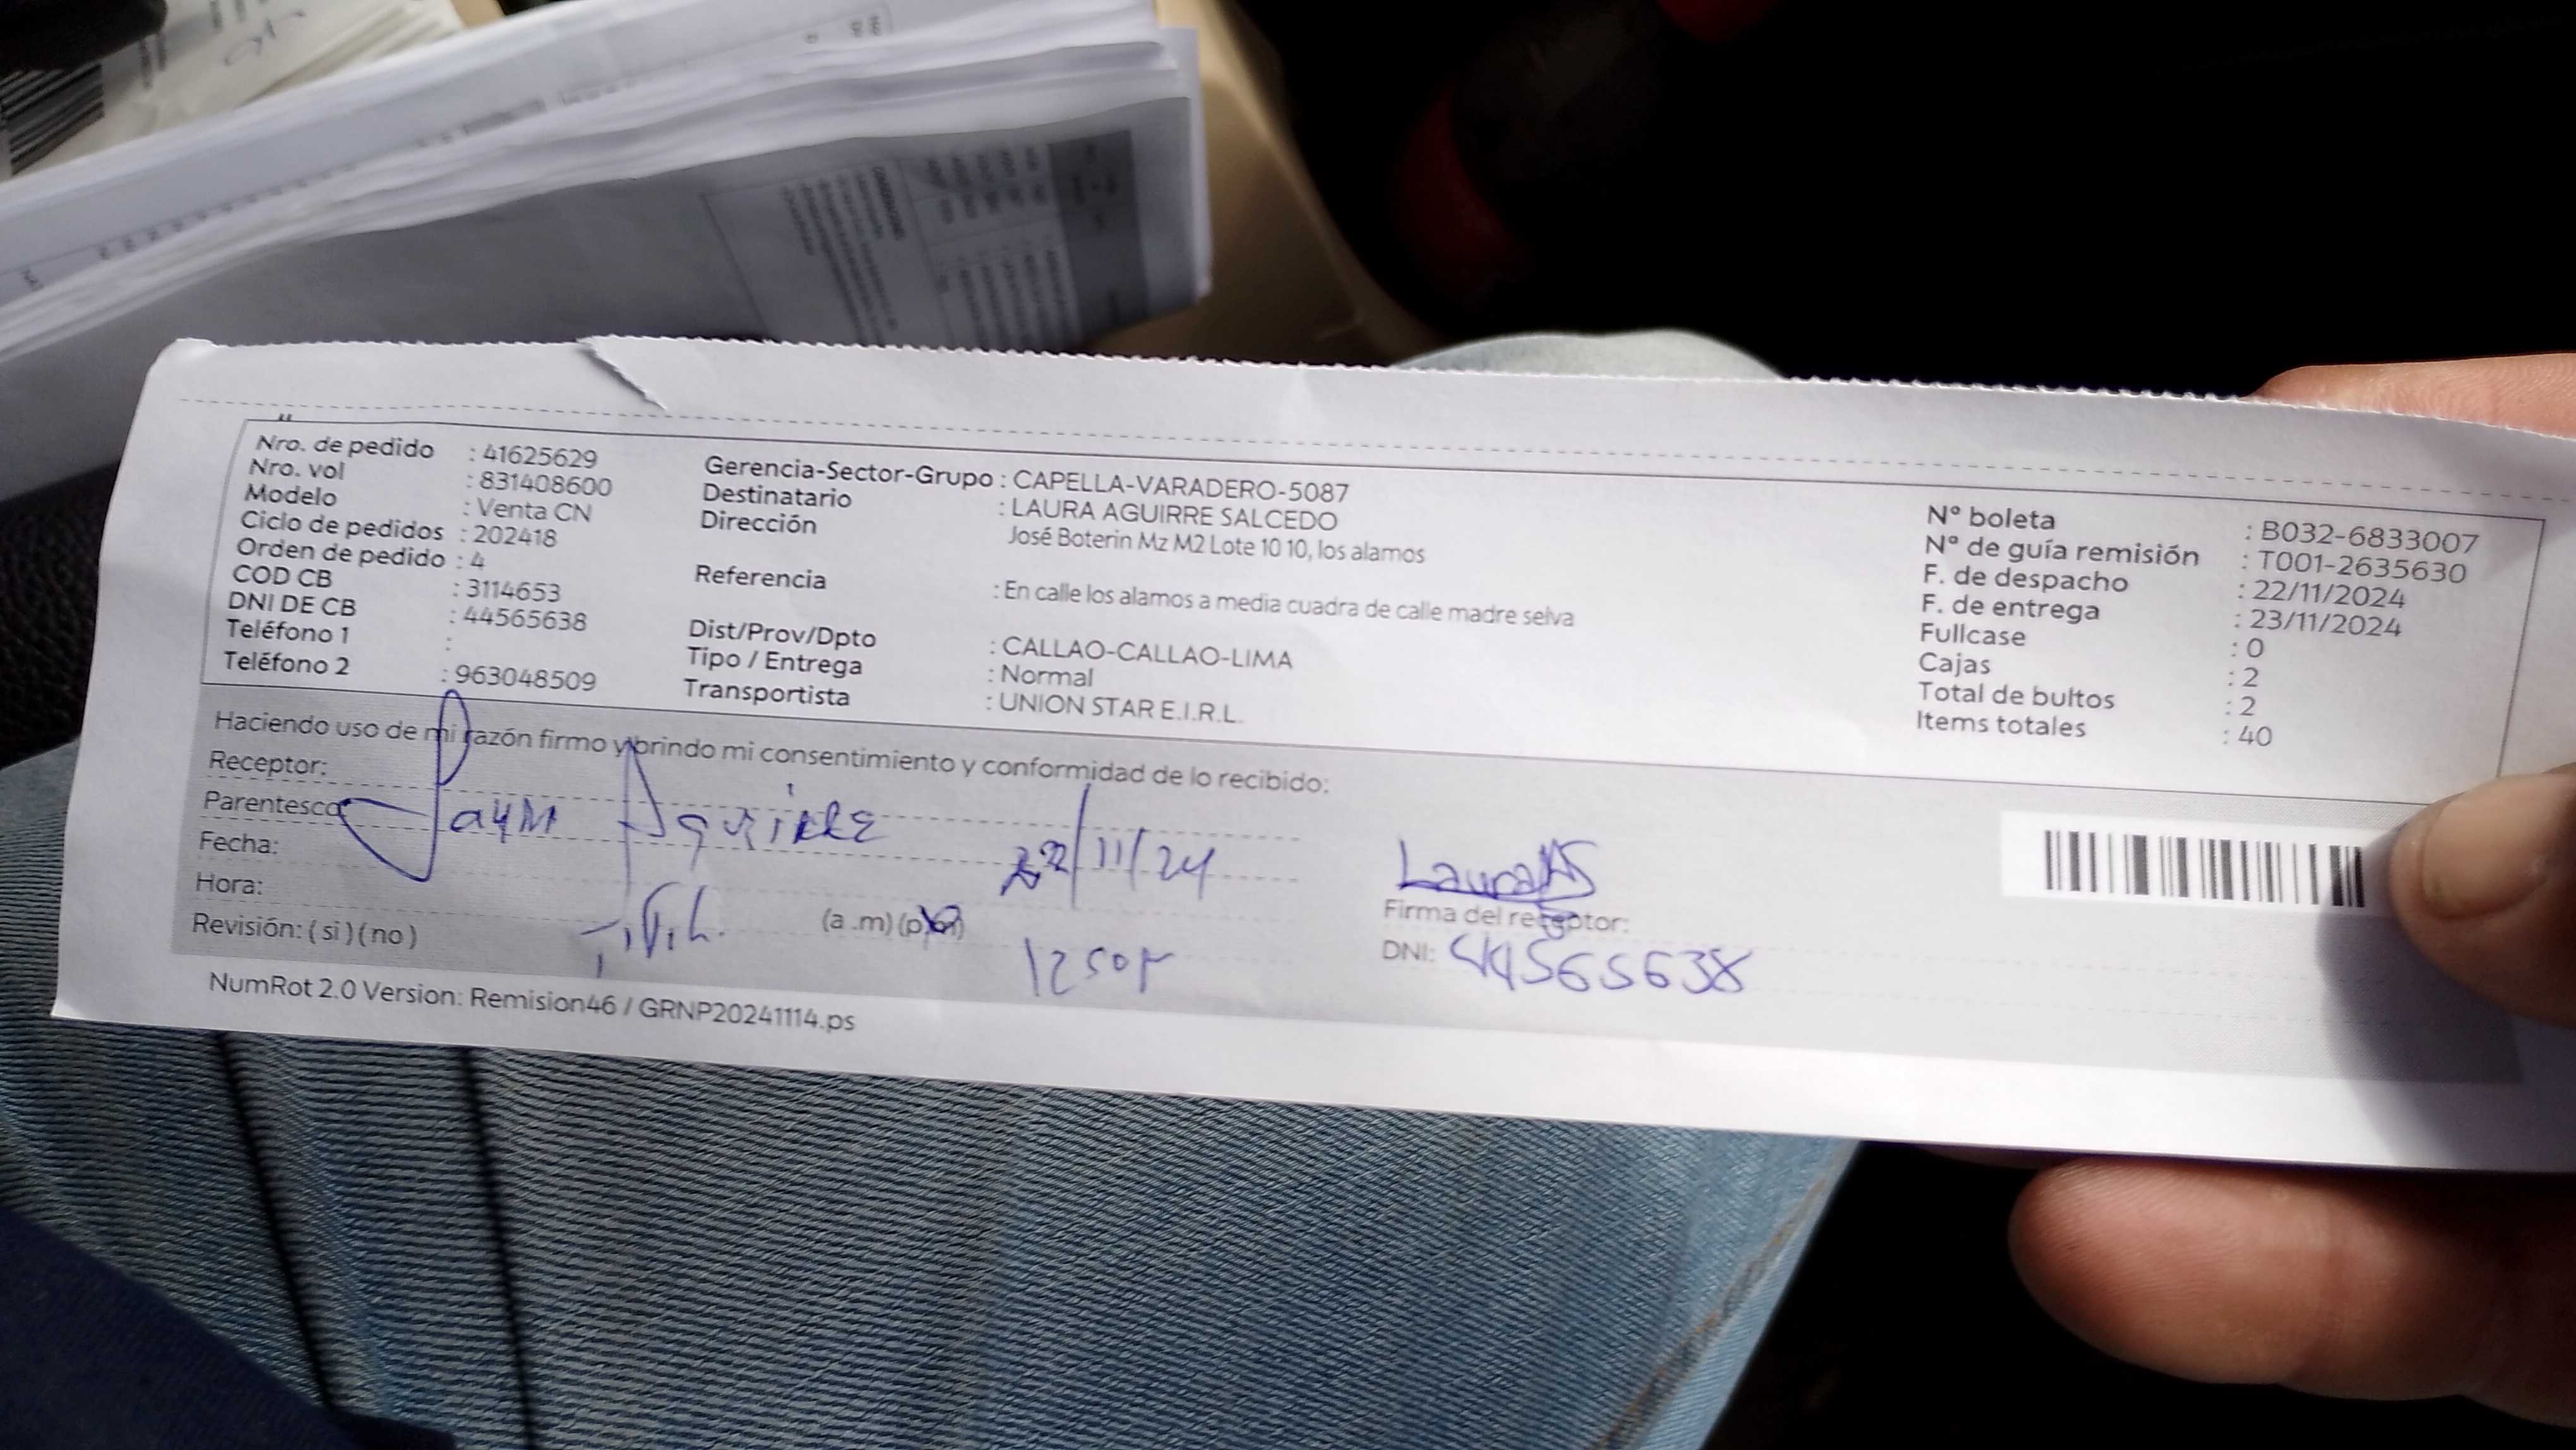 Nro. de pedido : 41625629
Nro. vol : 831408600
Modelo : Venta CN
Ciclo de pedidos : 202418
Orden de pedido : 4
COD CB : 3114653
DNI DE CB : 44565638
Teléfono 1 :
Teléfono 2 : 963048509
Gerencia-Sector-Grupo : CAPELLA-VARADERO-5087
Destinatario : LAURA AGUIRRE SALCEDO
Dirección José Boterin Mz M2 Lote 10 10, los alamos
Referencia : En calle los alamos a media cuadra de calle madre selva
Dist/Prov/Dpto : CALLAO-CALLAO-LIMA
Tipo / Entrega : Normal
Transportista : UNION STAR E.I.R.L.
N° boleta : B032-6833007
N° de guía remisión : T001-2635630
F. de despacho : 22/11/2024
F. de entrega : 23/11/2024
Fullcase : 0
Cajas : 2
Total de bultos : 2
Items totales : 40
Haciendo uso de mi razón firmo y brindo mi consentimiento y conformidad de lo recibido:
Receptor:
Parentesco
Fecha: 22/11/24
Hora: (a .m) (p.m)
Revisión: ( si ) ( no )
Laura
Firma del receptor:
DNI: 44565638
NumRot 2.0 Version: Remision46 / GRNP20241114.ps